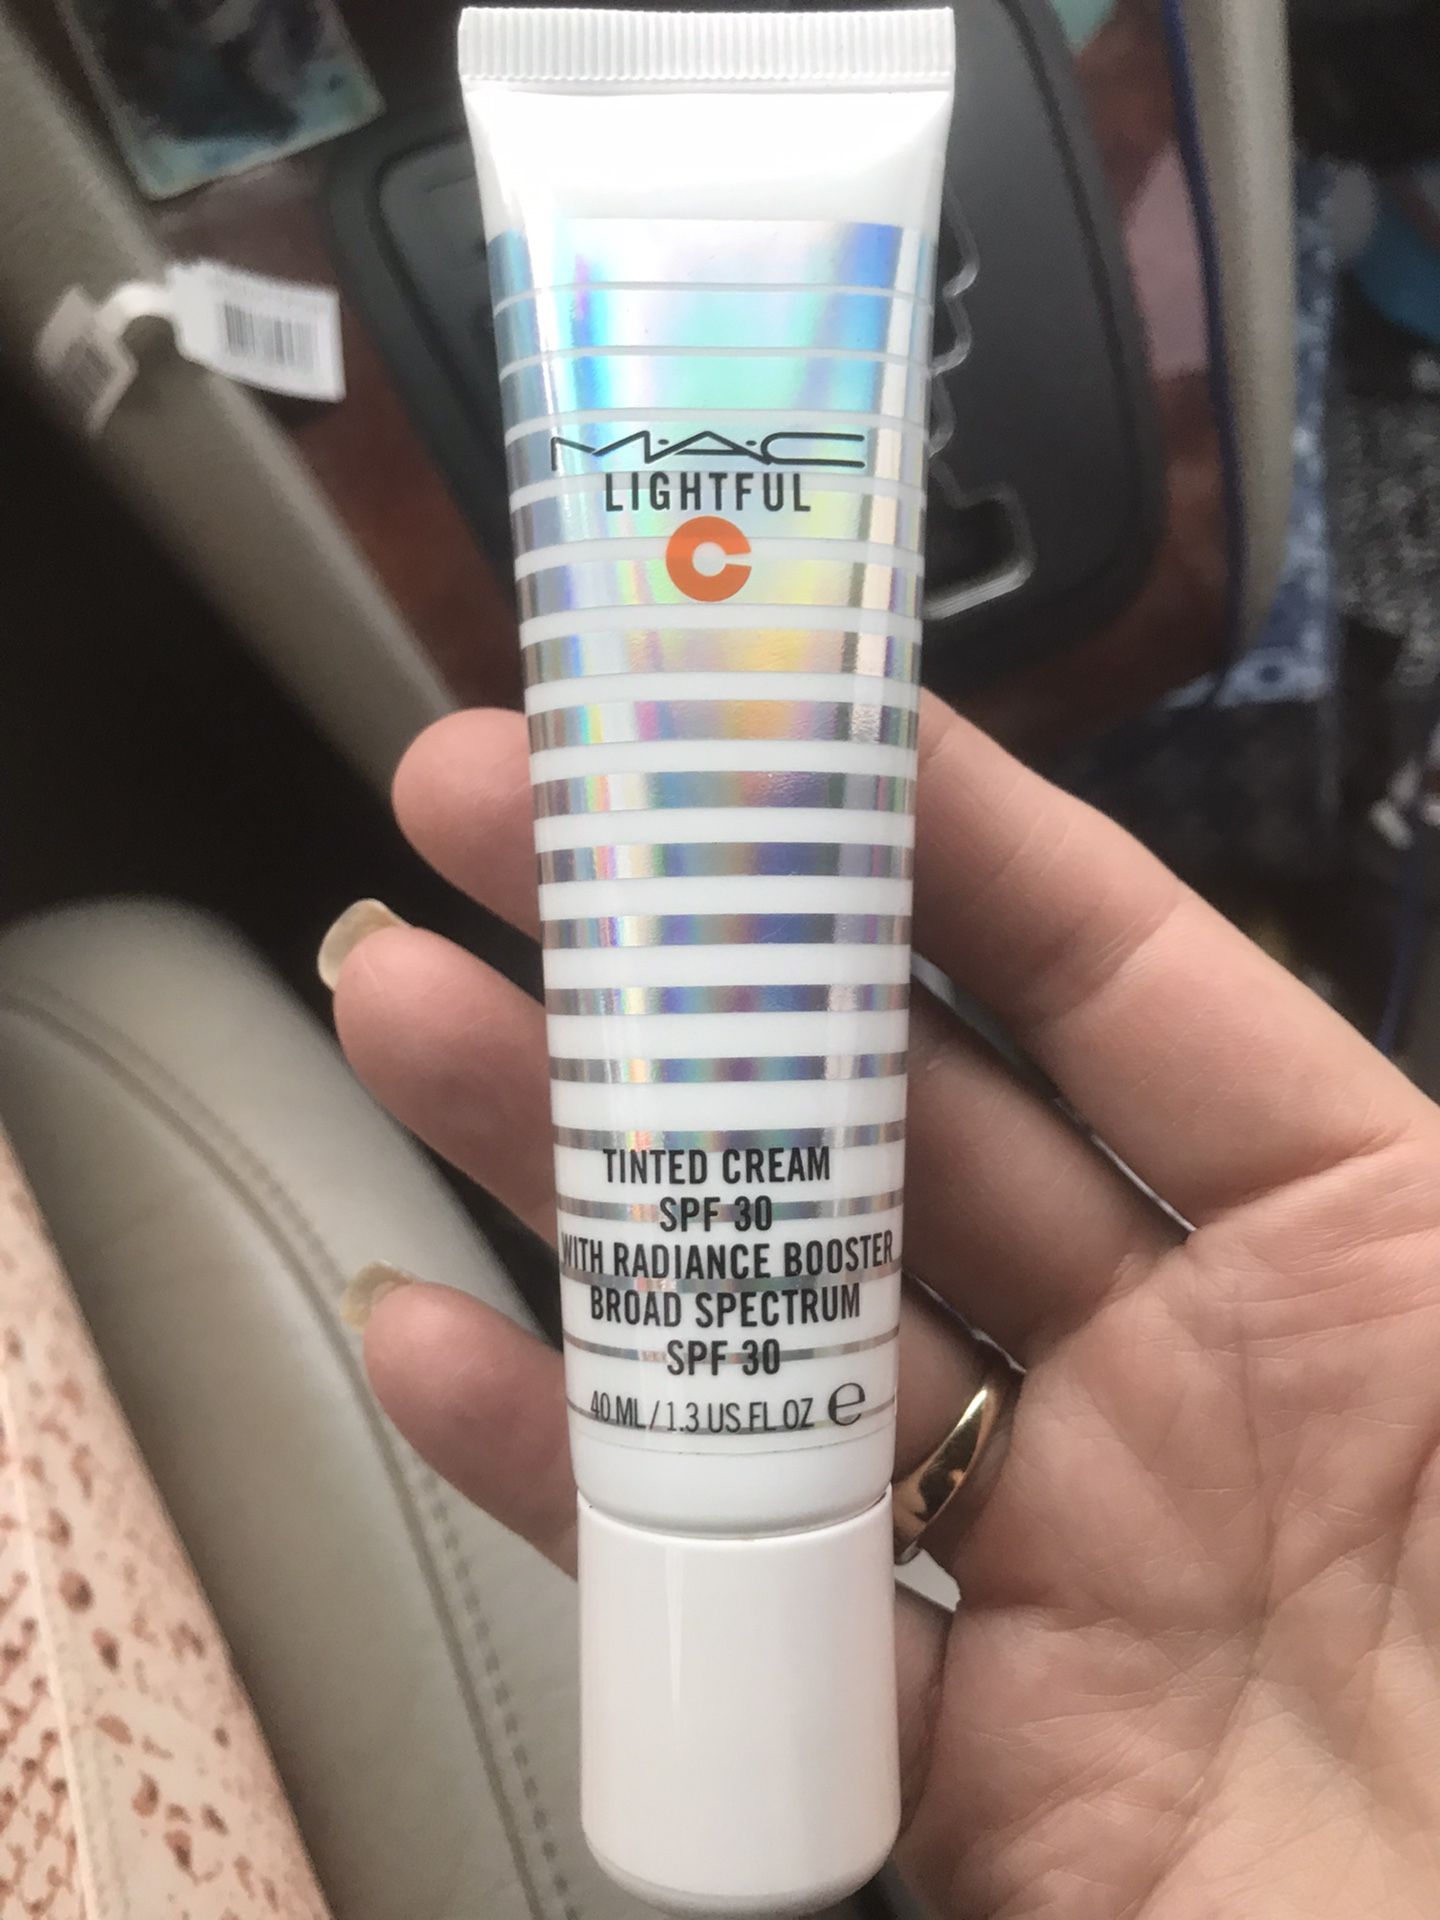 M·A·C
LIGHTFUL
C
TINTED CREAM
SPF 30
WITH RADIANCE BOOSTER
BROAD SPECTRUM
SPF 30
40 ML / 1.3 US FL OZ ℮